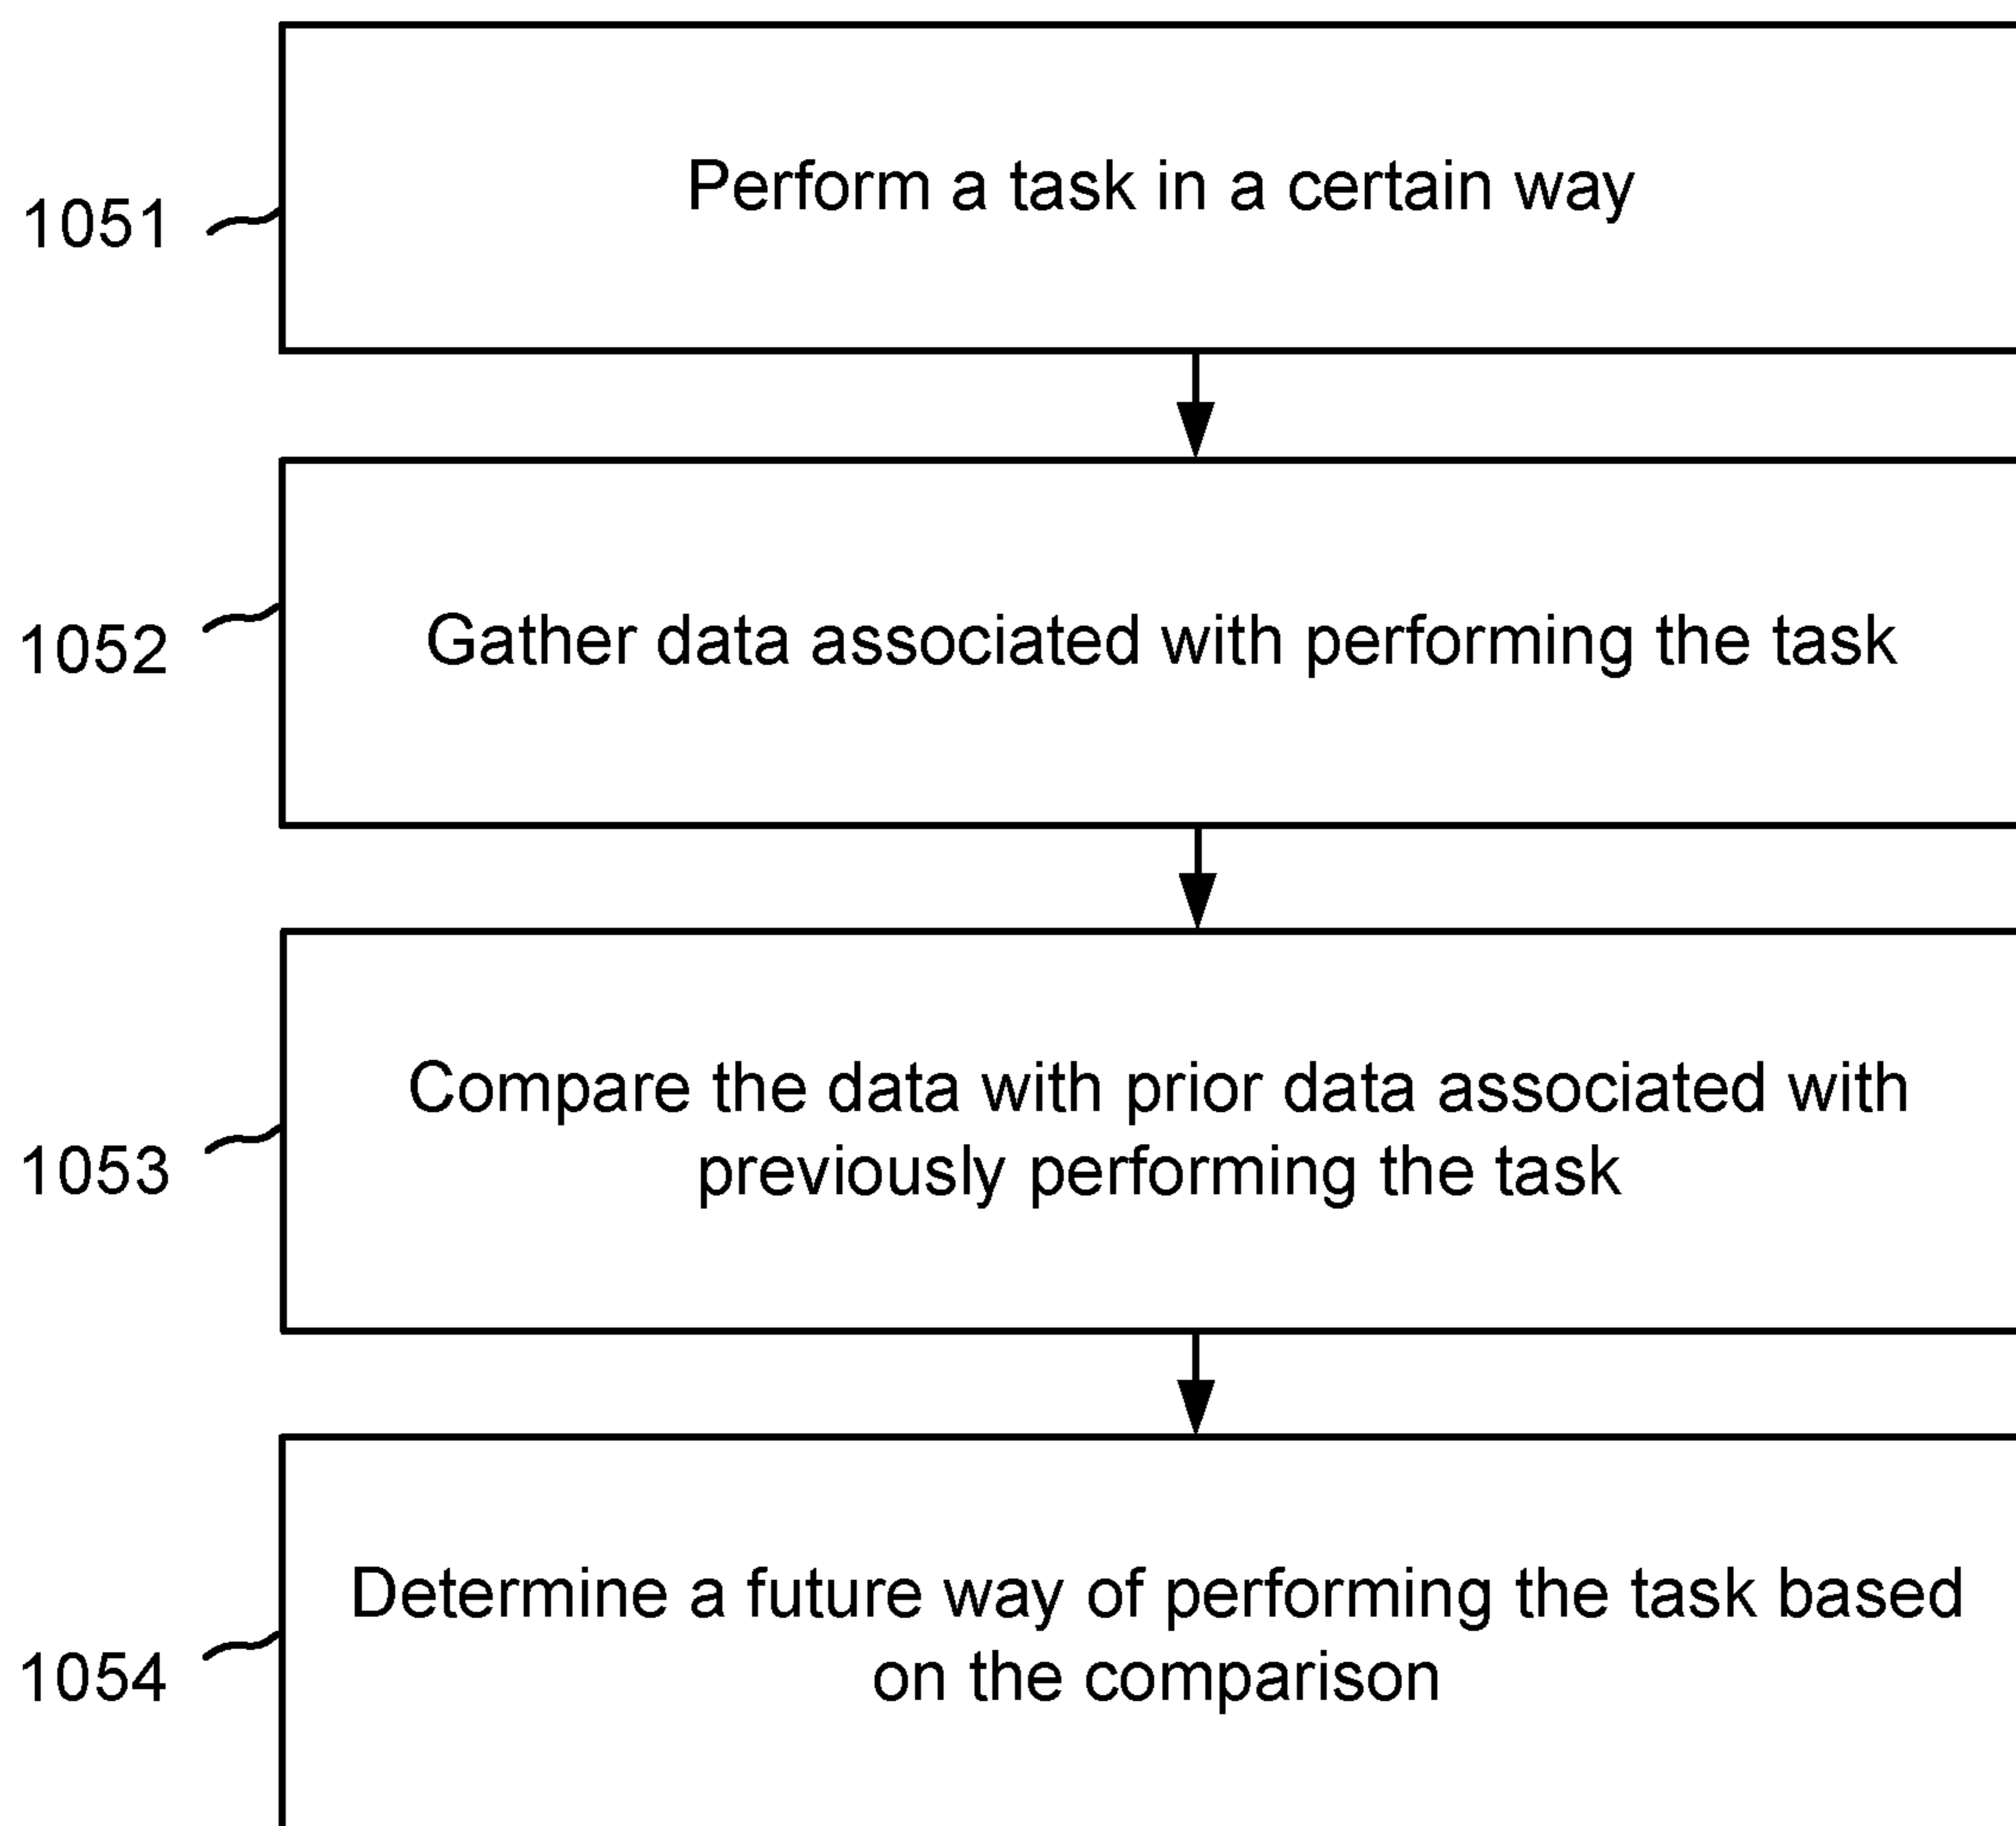 Perform a task in a certain way
1051
Gather data associated with performing the task
1052
Compare the data with prior data associated with
previously performing the task
1053
Determine a future way of performing the task based
on the comparison
1054